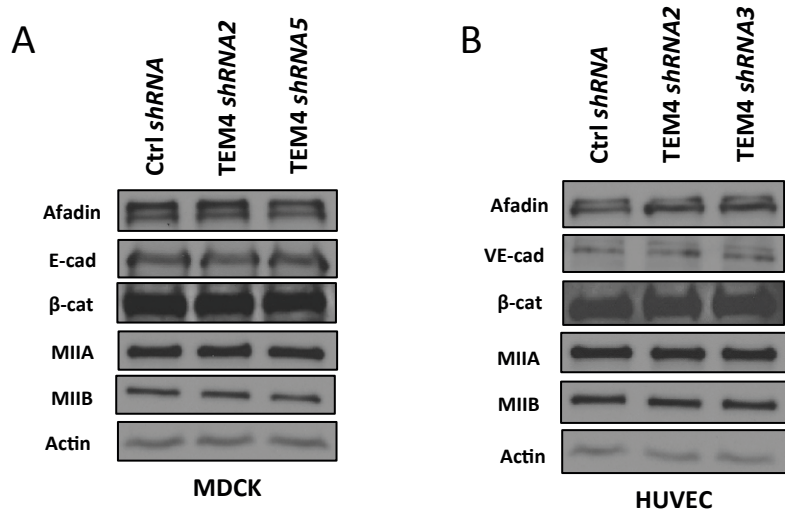 A
Ctrl shRNA
TEM4 shRNA2
TEM4 shRNA5
Afadin
E-cad
β-cat
MIIA
MIIB
Actin
MDCK
B
Ctrl shRNA
TEM4 shRNA2
TEM4 shRNA3
Afadin
VE-cad
β-cat
MIIA
MIIB
Actin
HUVEC